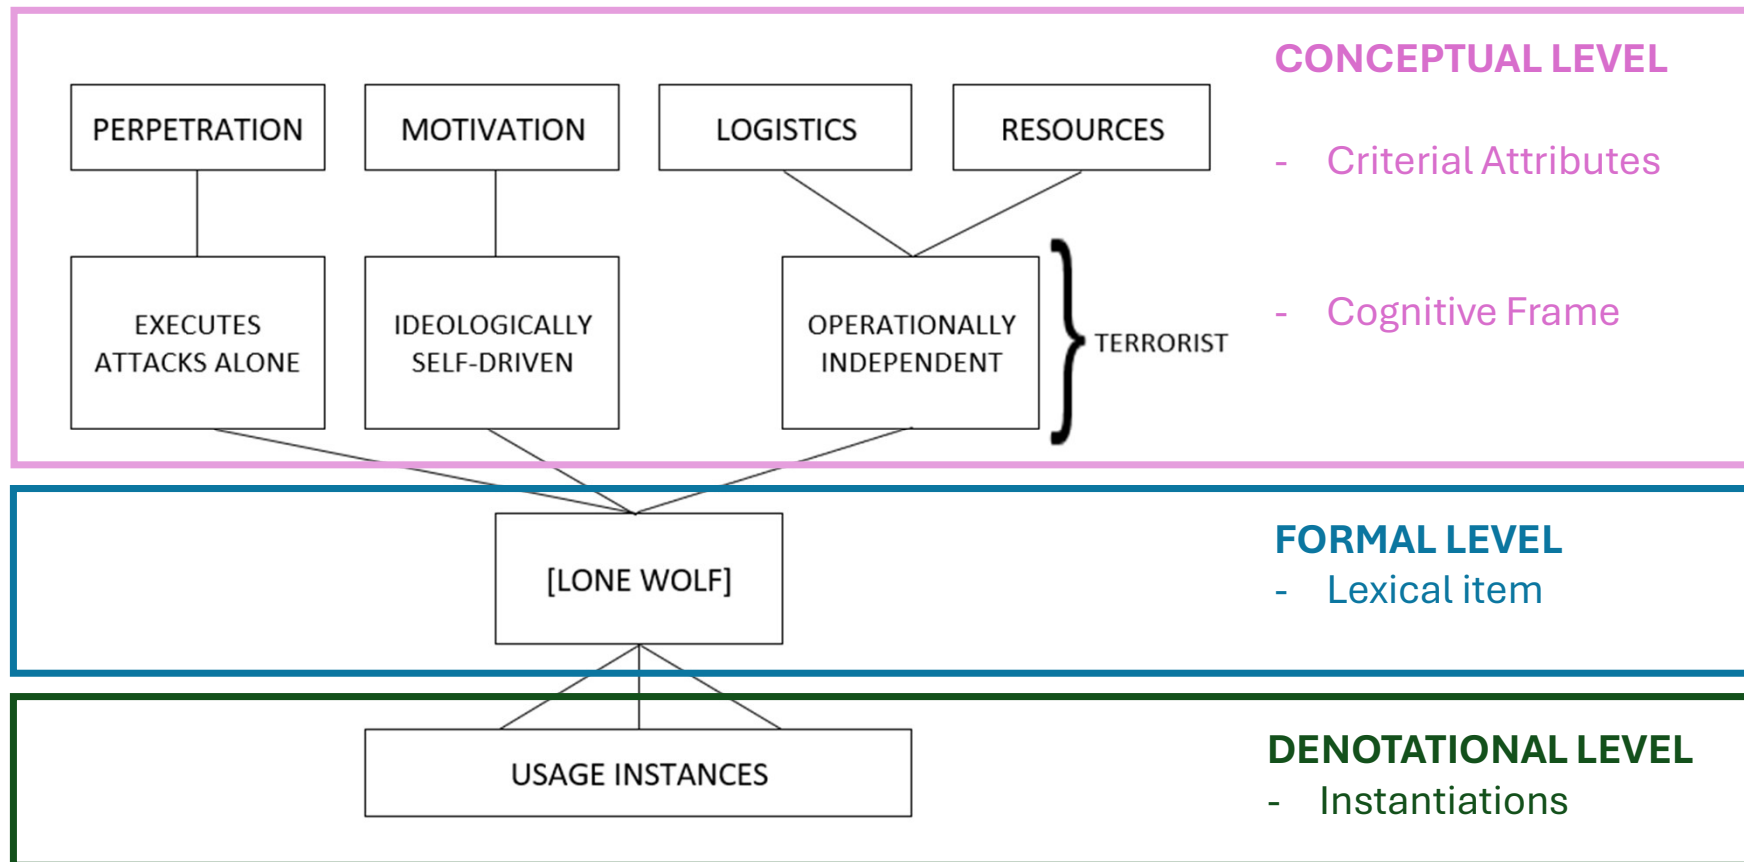 CONCEPTUAL LEVEL
PERPETRATION
MOTIVATION
LOGISTICS
RESOURCES
- Criterial Attributes
EXECUTES
ATTACKS ALONE
IDEOLOGICALLY
SELF-DRIVEN
OPERATIONALLY
INDEPENDENT
TERRORIST
- Cognitive Frame
[LONE WOLF]
FORMAL LEVEL
- Lexical item
USAGE INSTANCES
DENOTATIONAL LEVEL
- Instantiations